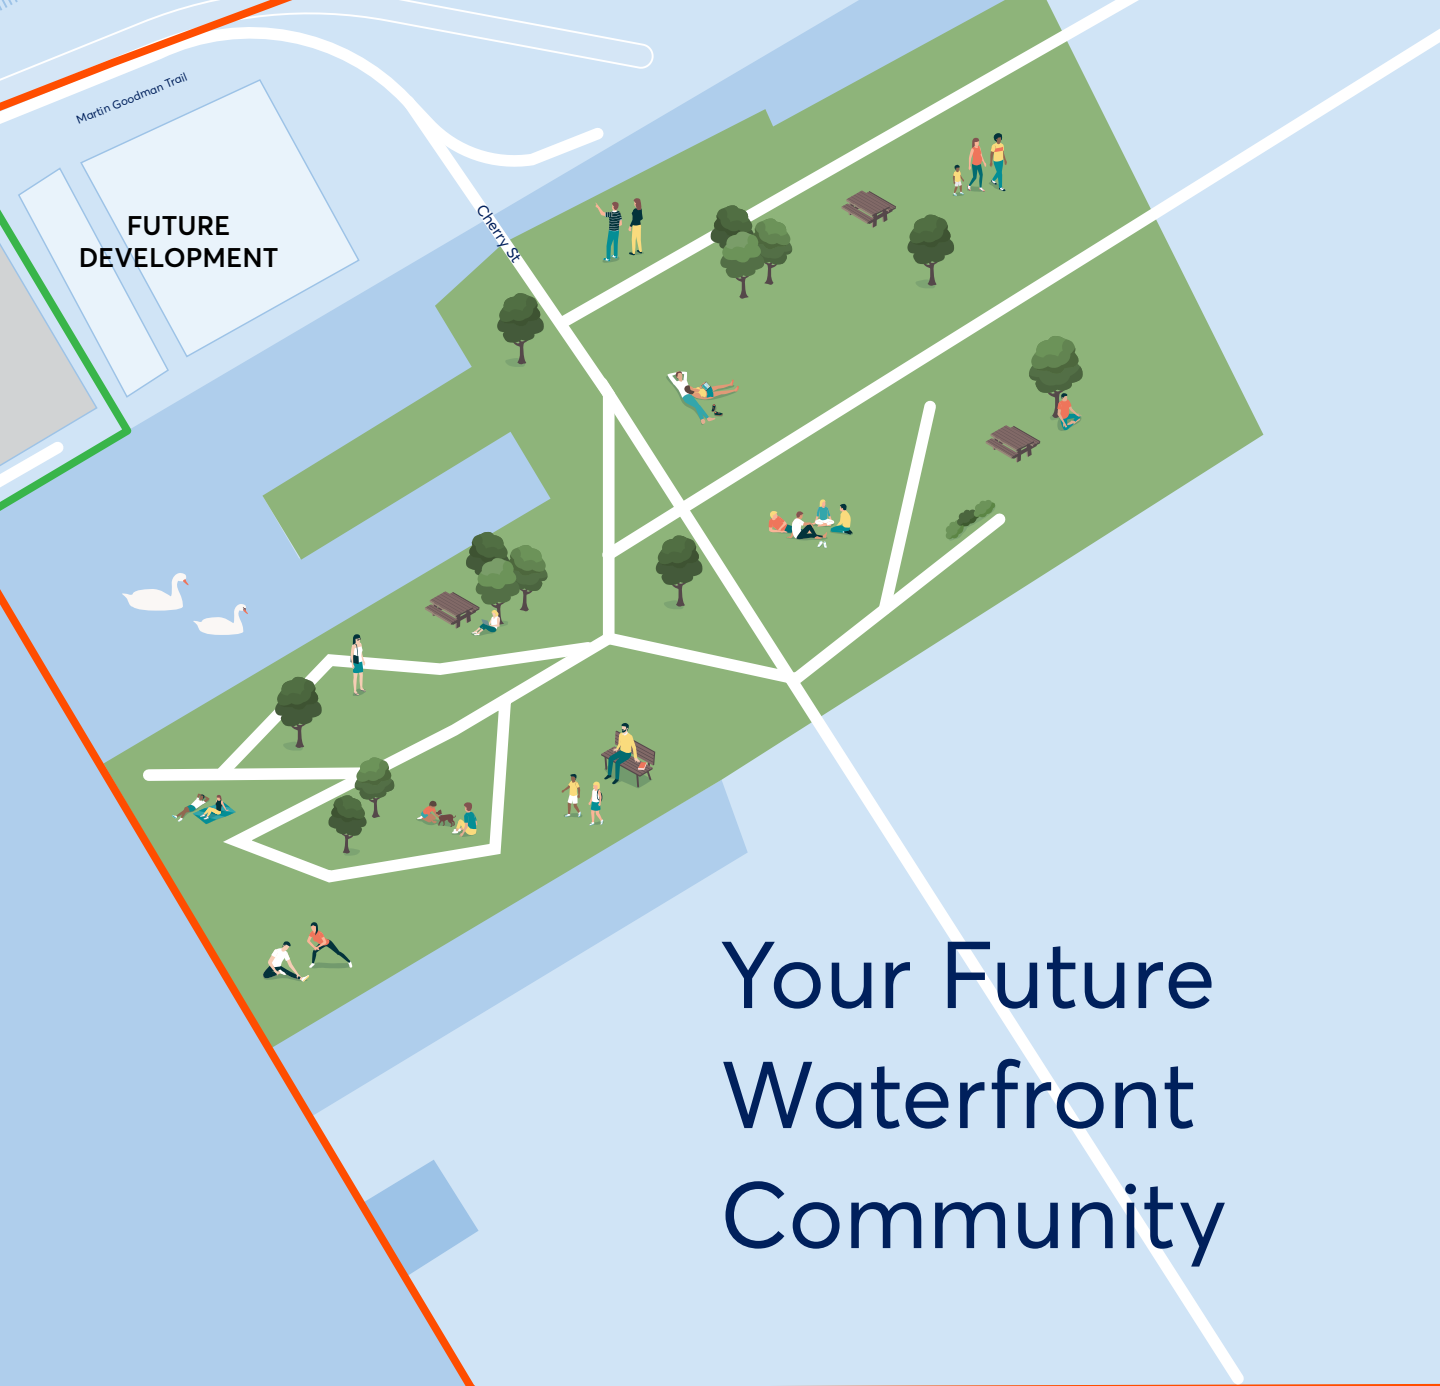 Martin Goodman Trail
Cherry St
FUTURE
DEVELOPMENT
Your Future
Waterfront
Community